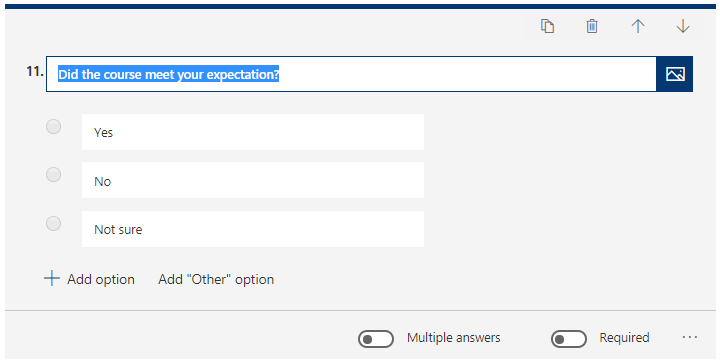 11. Did the course meet your expectation?
Yes
No
Not sure
Add option Add "Other" option
Multiple answers Required